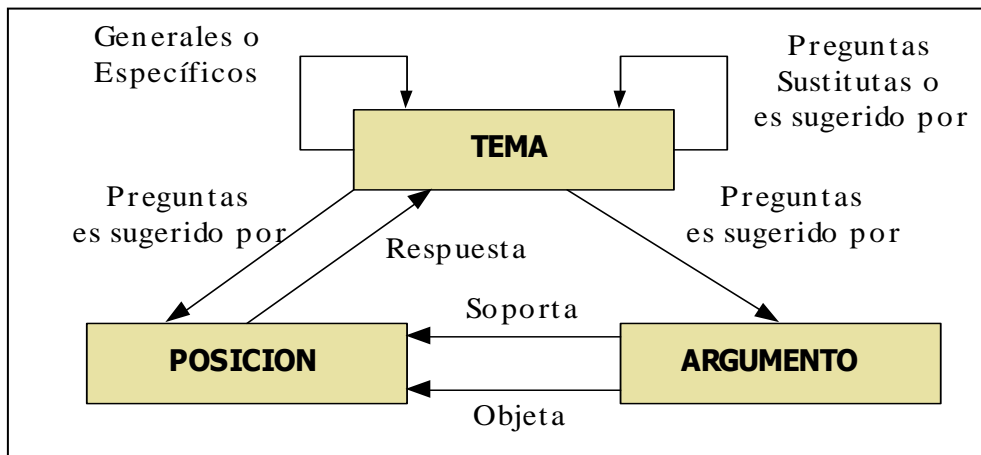 Generales o
Específicos
Preguntas
Sustitutas o
es sugerido por
TEMA
Preguntas
es sugerido por
Respuesta
Preguntas
es sugerido por
Soporta
POSICION
ARGUMENTO
Objeta